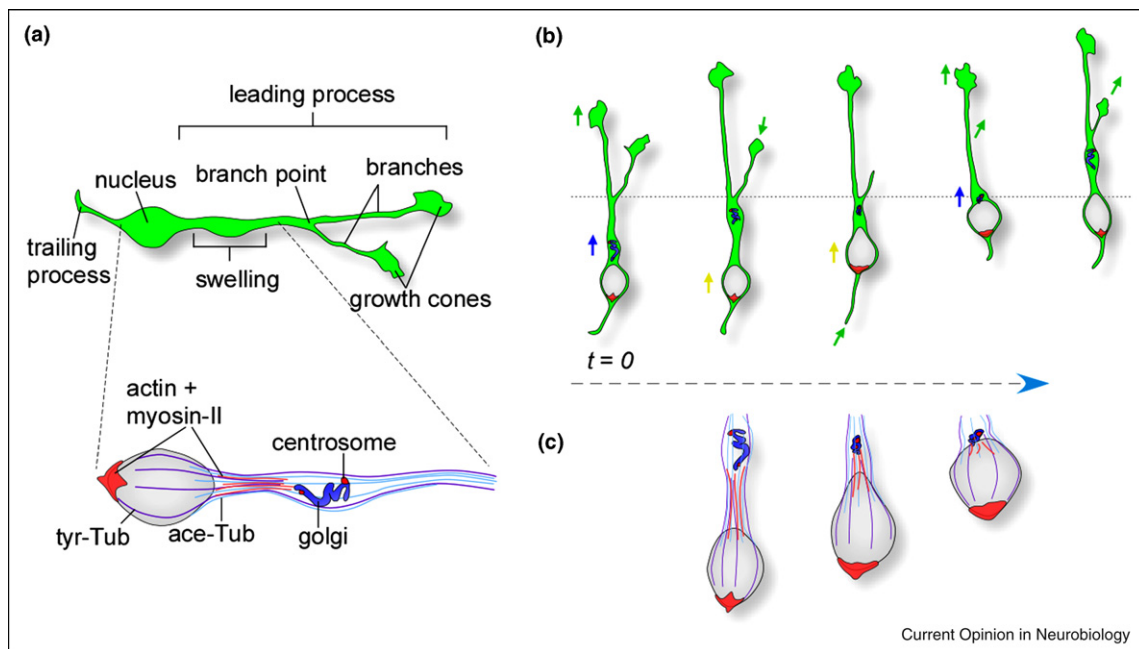 (a)
leading process
nucleus
branch point
branches
trailing
process
swelling
growth cones
actin +
myosin-II
centrosome
tyr-Tub
ace-Tub
golgi
(b)
t = 0
(c)
Current Opinion in Neurobiology